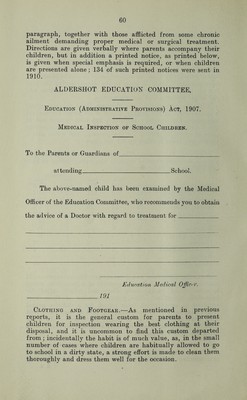 60
paragraph, together with those afflicted from some chronic
ailment demanding proper medical or surgical treatment.
Directions are given verbally where parents accompany their
children, but in addition a printed notice, as printed below,
is given when special emphasis is required, or when children
are presented alone; 134 of such printed notices were sent in
1910.
ALDERSHOT EDUCATION COMMITTEE,
Education (Administrative Provisions) Act, 1907.
Medical Inspection of School Children.
To the Parents or Guardians of
attending School.
The above-named child has been examined by the Medical
Officer of the Education Committee, who recommends you to obtain
the advice of a Doctor with regard to treatment for
Education Medical Officer.
191
Clothing and Footgear.—As mentioned in previous
reports, it is the general custom for parents to present
children for inspection wearing the best clothing at their
disposal, and it is uncommon to find this custom departed
from; incidentally the habit is of much value, as, in the small
number of cases where children are habitually allowed to go
to school in a dirty state, a strong effort is made to clean them
thoroughly and dress them well for the occasion.